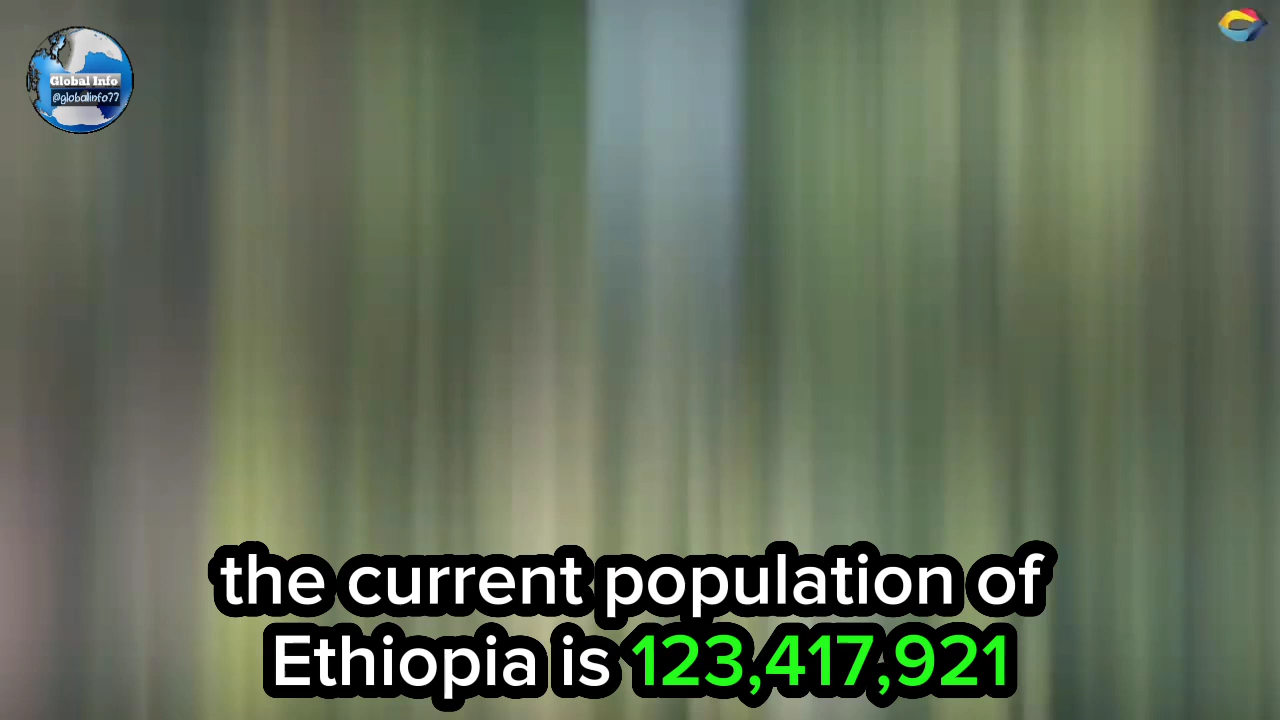 Global Info
@globalinfo77
the current population of
Ethiopia is 123,417,921